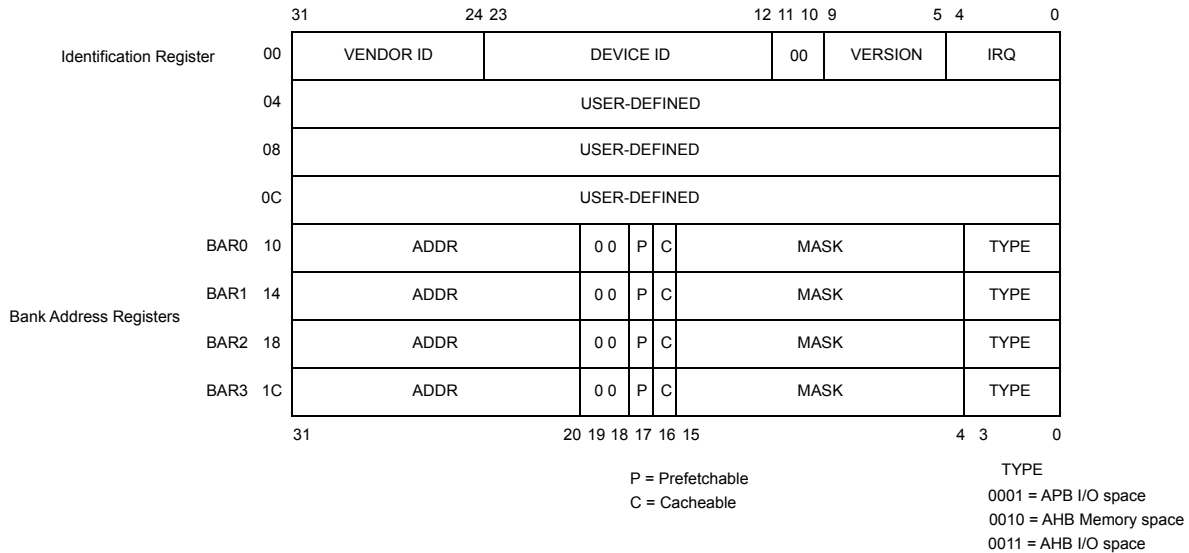 31 24 23 12 11 10 9 5 4 0
Identification Register 00 VENDOR ID DEVICE ID 00 VERSION IRQ
04 USER-DEFINED
08 USER-DEFINED
0C USER-DEFINED
BAR0 10 ADDR 0 0 P C MASK TYPE
BAR1 14 ADDR 0 0 P C MASK TYPE
Bank Address Registers
BAR2 18 ADDR 0 0 P C MASK TYPE
BAR3 1C ADDR 0 0 P C MASK TYPE
31 20 19 18 17 16 15 4 3 0
P = Prefetchable
C = Cacheable
TYPE
0001 = APB I/O space
0010 = AHB Memory space
0011 = AHB I/O space